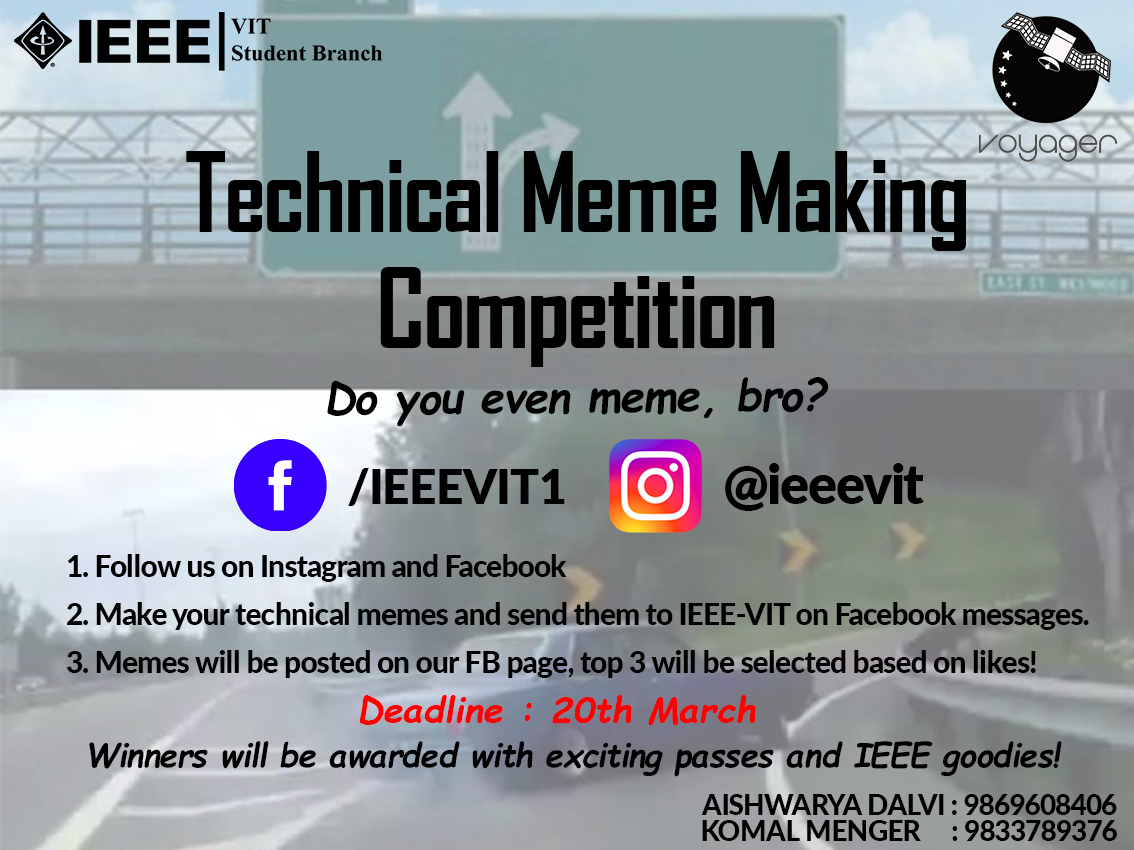 IEEE
VIT
Student Branch
voyager
Technical Meme Making
Competition
EAST ST WESTWOOD
Do you even meme, bro?
/IEEEVIT1
@ieeevit
1. Follow us on Instagram and Facebook
2. Make your technical memes and send them to IEEE-VIT on Facebook messages.
3. Memes will be posted on our FB page, top 3 will be selected based on likes!
Deadline : 20th March
Winners will be awarded with exciting passes and IEEE goodies!
AISHWARYA DALVI : 9869608406
KOMAL MENGER : 9833789376